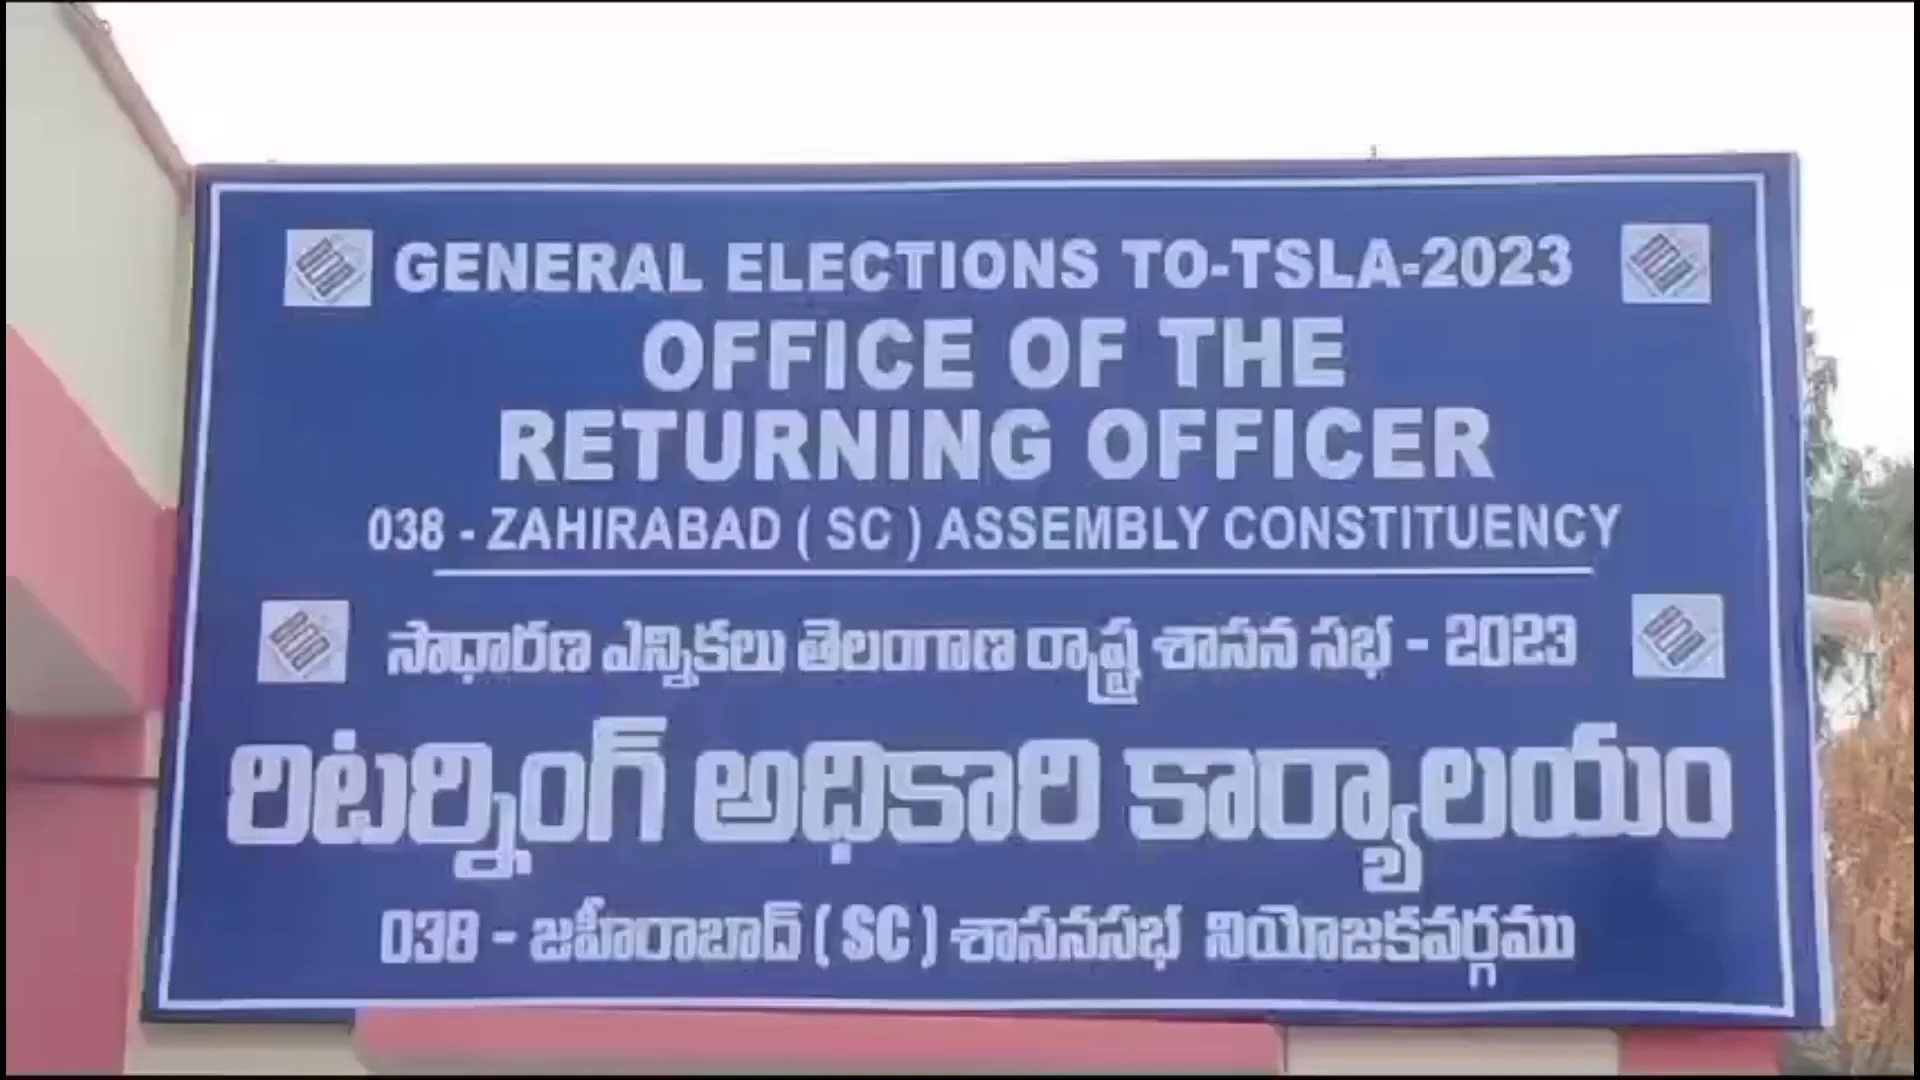 GENERAL ELECTIONS TO-TSLA-2023
OFFICE OF THE
RETURNING OFFICER
038 - ZAHIRABAD ( SC ) ASSEMBLY CONSTITUENCY
సాధారణ ఎన్నికలు తెలంగాణ రాష్ట్ర శాసన సభ - 2023
రిటర్నింగ్ అధికారి కార్యాలయం
038 - జహీరాబాద్ ( SC ) శాసనసభ నియోజకవర్గము